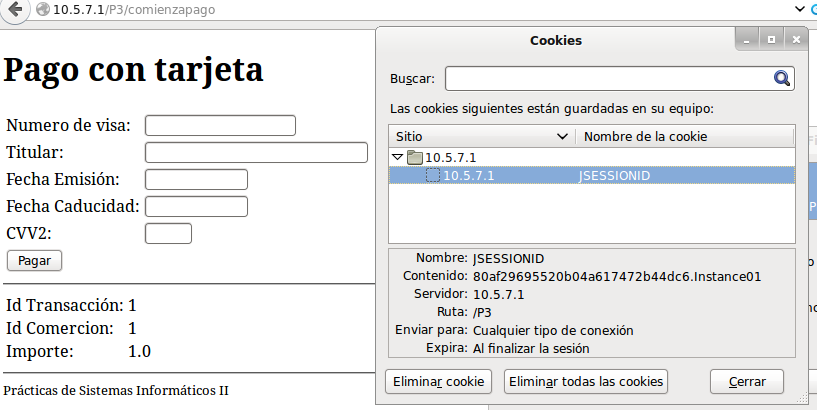 10.5.7.1/P3/comienzapago
Pago con tarjeta
Numero de visa:
Titular:
Fecha Emisión:
Fecha Caducidad:
CVV2:
Pagar
Id Transacción: 1
Id Comercion: 1
Importe: 1.0
Prácticas de Sistemas Informáticos II
Cookies
Buscar:
Las cookies siguientes están guardadas en su equipo:
Sitio Nombre de la cookie
10.5.7.1
10.5.7.1 JSESSIONID
Nombre: JSESSIONID
Contenido: 80af29695520b04a617472b44dc6.Instance01
Servidor: 10.5.7.1
Ruta: /P3
Enviar para: Cualquier tipo de conexión
Expira: Al finalizar la sesión
Eliminar cookie Eliminar todas las cookies Cerrar